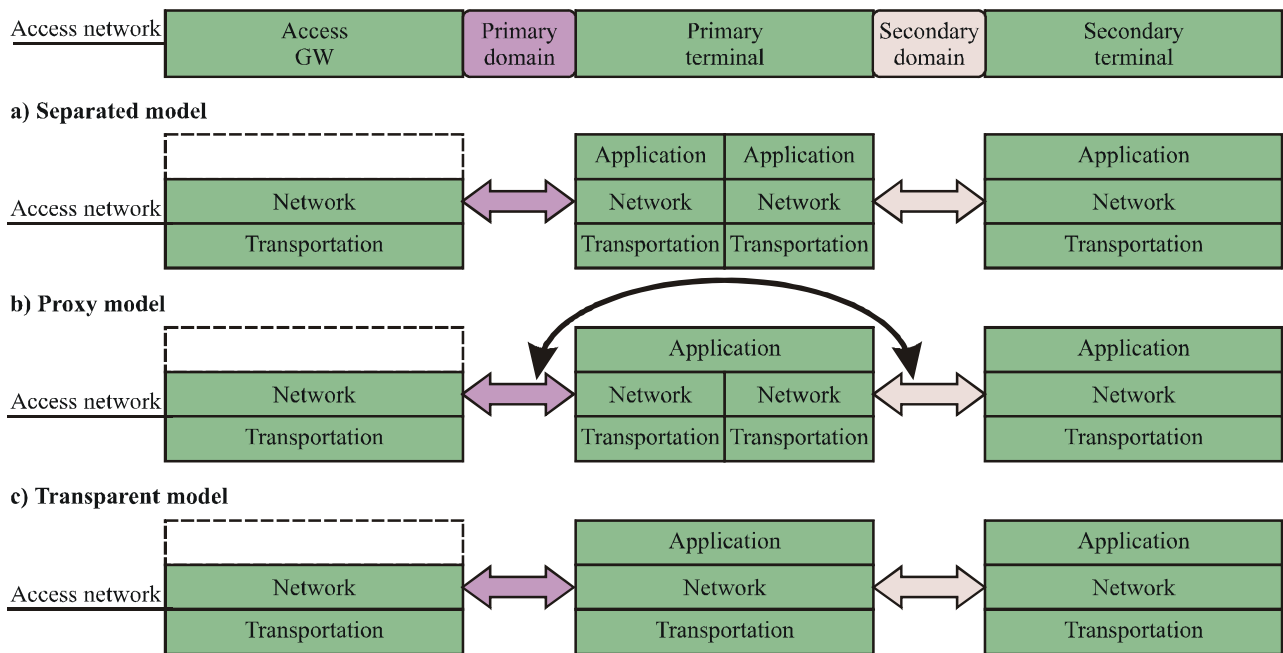 Access network
Access
GW
Primary
domain
Primary
terminal
Secondary
domain
Secondary
terminal
a) Separated model
Application
Application
Application
Access network
Network
Network
Network
Network
Transportation
Transportation
Transportation
Transportation
b) Proxy model
Application
Application
Access network
Network
Network
Network
Network
Transportation
Transportation
Transportation
Transportation
c) Transparent model
Application
Application
Access network
Network
Network
Network
Transportation
Transportation
Transportation